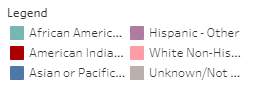 Legend
African Americ... Hispanic - Other
American India... White Non-His...
Asian or Pacific... Unknown/Not ...